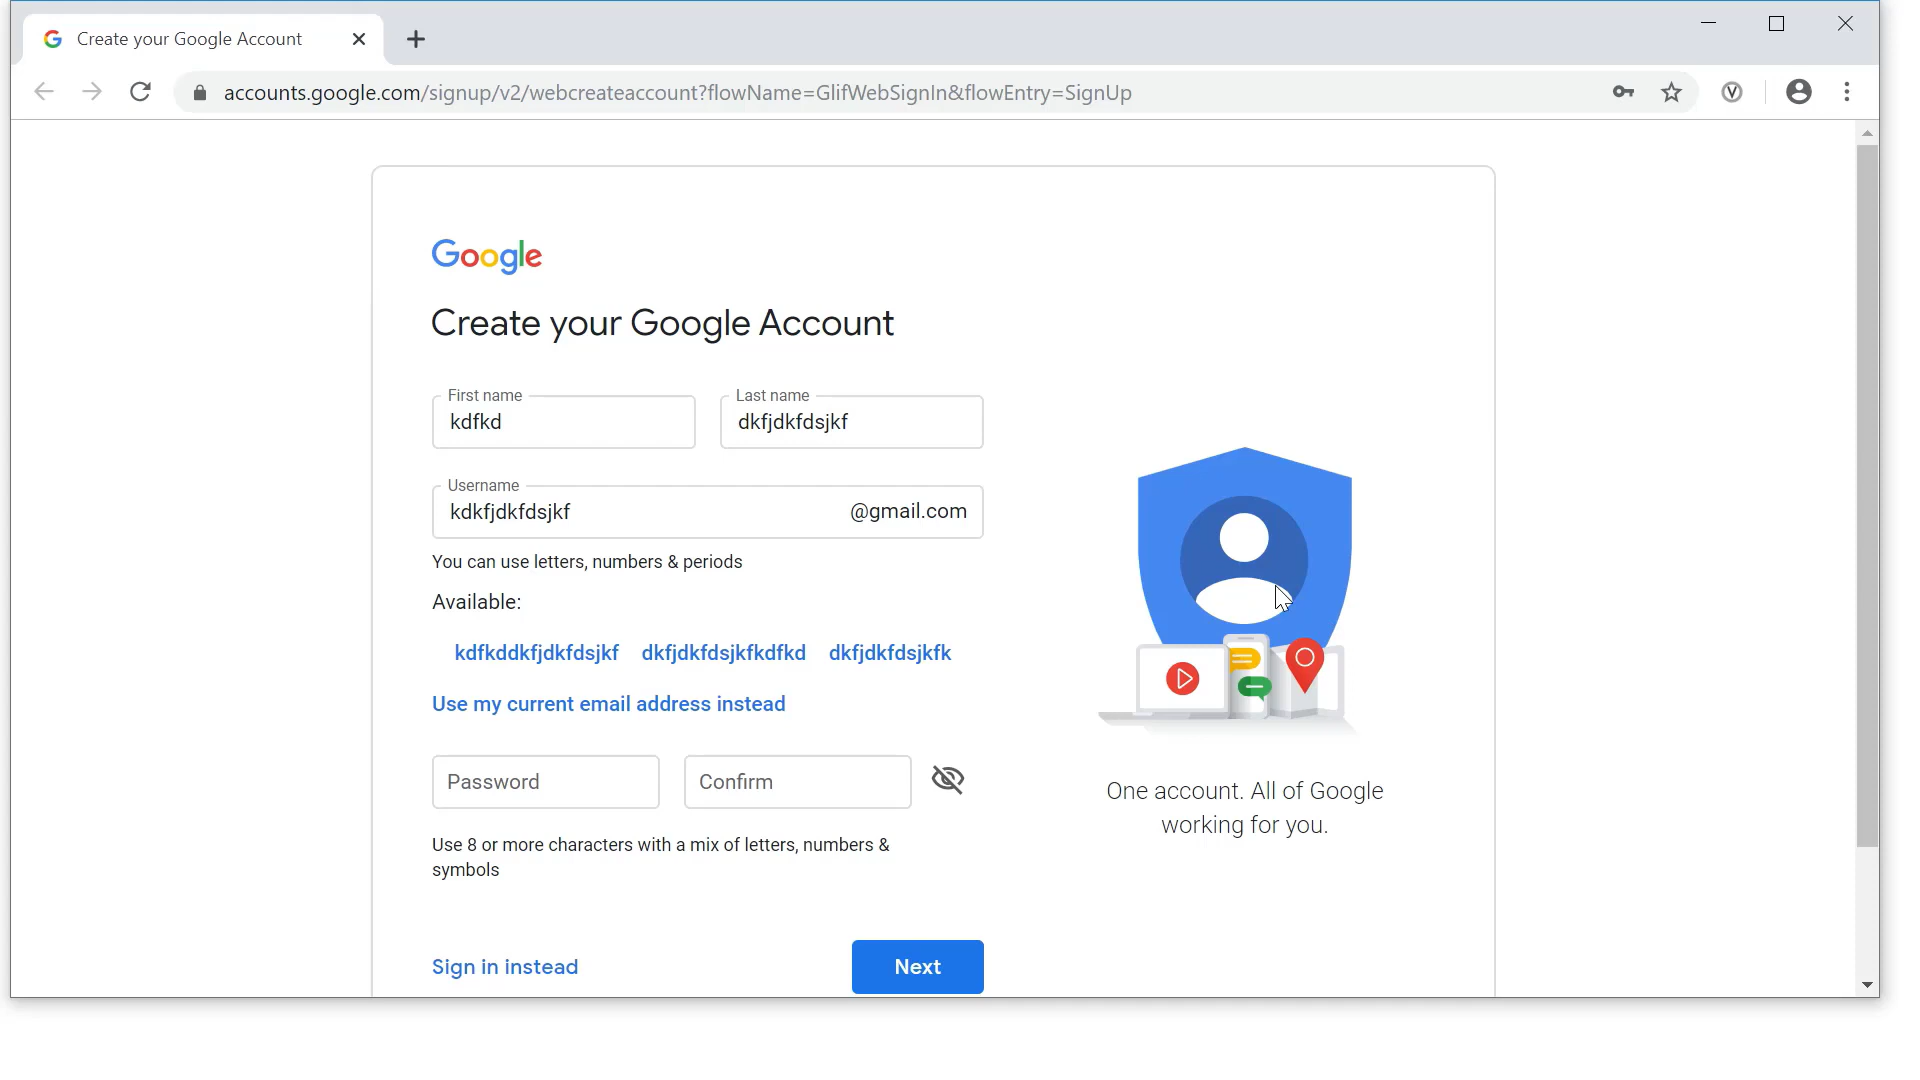 Create your Google Account
accounts.google.com/signup/v2/webcreateaccount?flowName=GlifWebSignIn&flowEntry=SignUp
Google
Create your Google Account
First name
kdfkd
Last name
dkfjdkfdsjkf
Username
kdkfjdkfdsjkf
@gmail.com
You can use letters, numbers & periods
Available:
kdfkddkfjdkfdsjkf dkfjdkfdsjkfkdfkd dkfjdkfdsjkfk
Use my current email address instead
Password
Confirm
Use 8 or more characters with a mix of letters, numbers &
symbols
Sign in instead
Next
One account. All of Google
working for you.